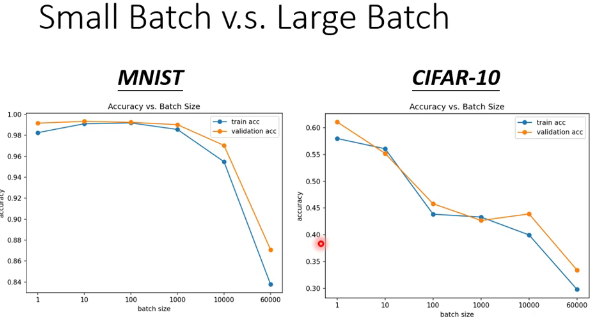 Small Batch v.s. Large Batch
MNIST
Accuracy vs. Batch Size
train acc
validation acc
1.00
0.98
0.96
0.94
0.92
0.90
0.88
0.86
0.84
accuracy
1 10 100 1000 10000 60000
batch size
CIFAR-10
Accuracy vs. Batch Size
train acc
validation acc
0.60
0.55
0.50
0.45
0.40
0.35
0.30
accuracy
1 10 100 1000 10000 60000
batch size